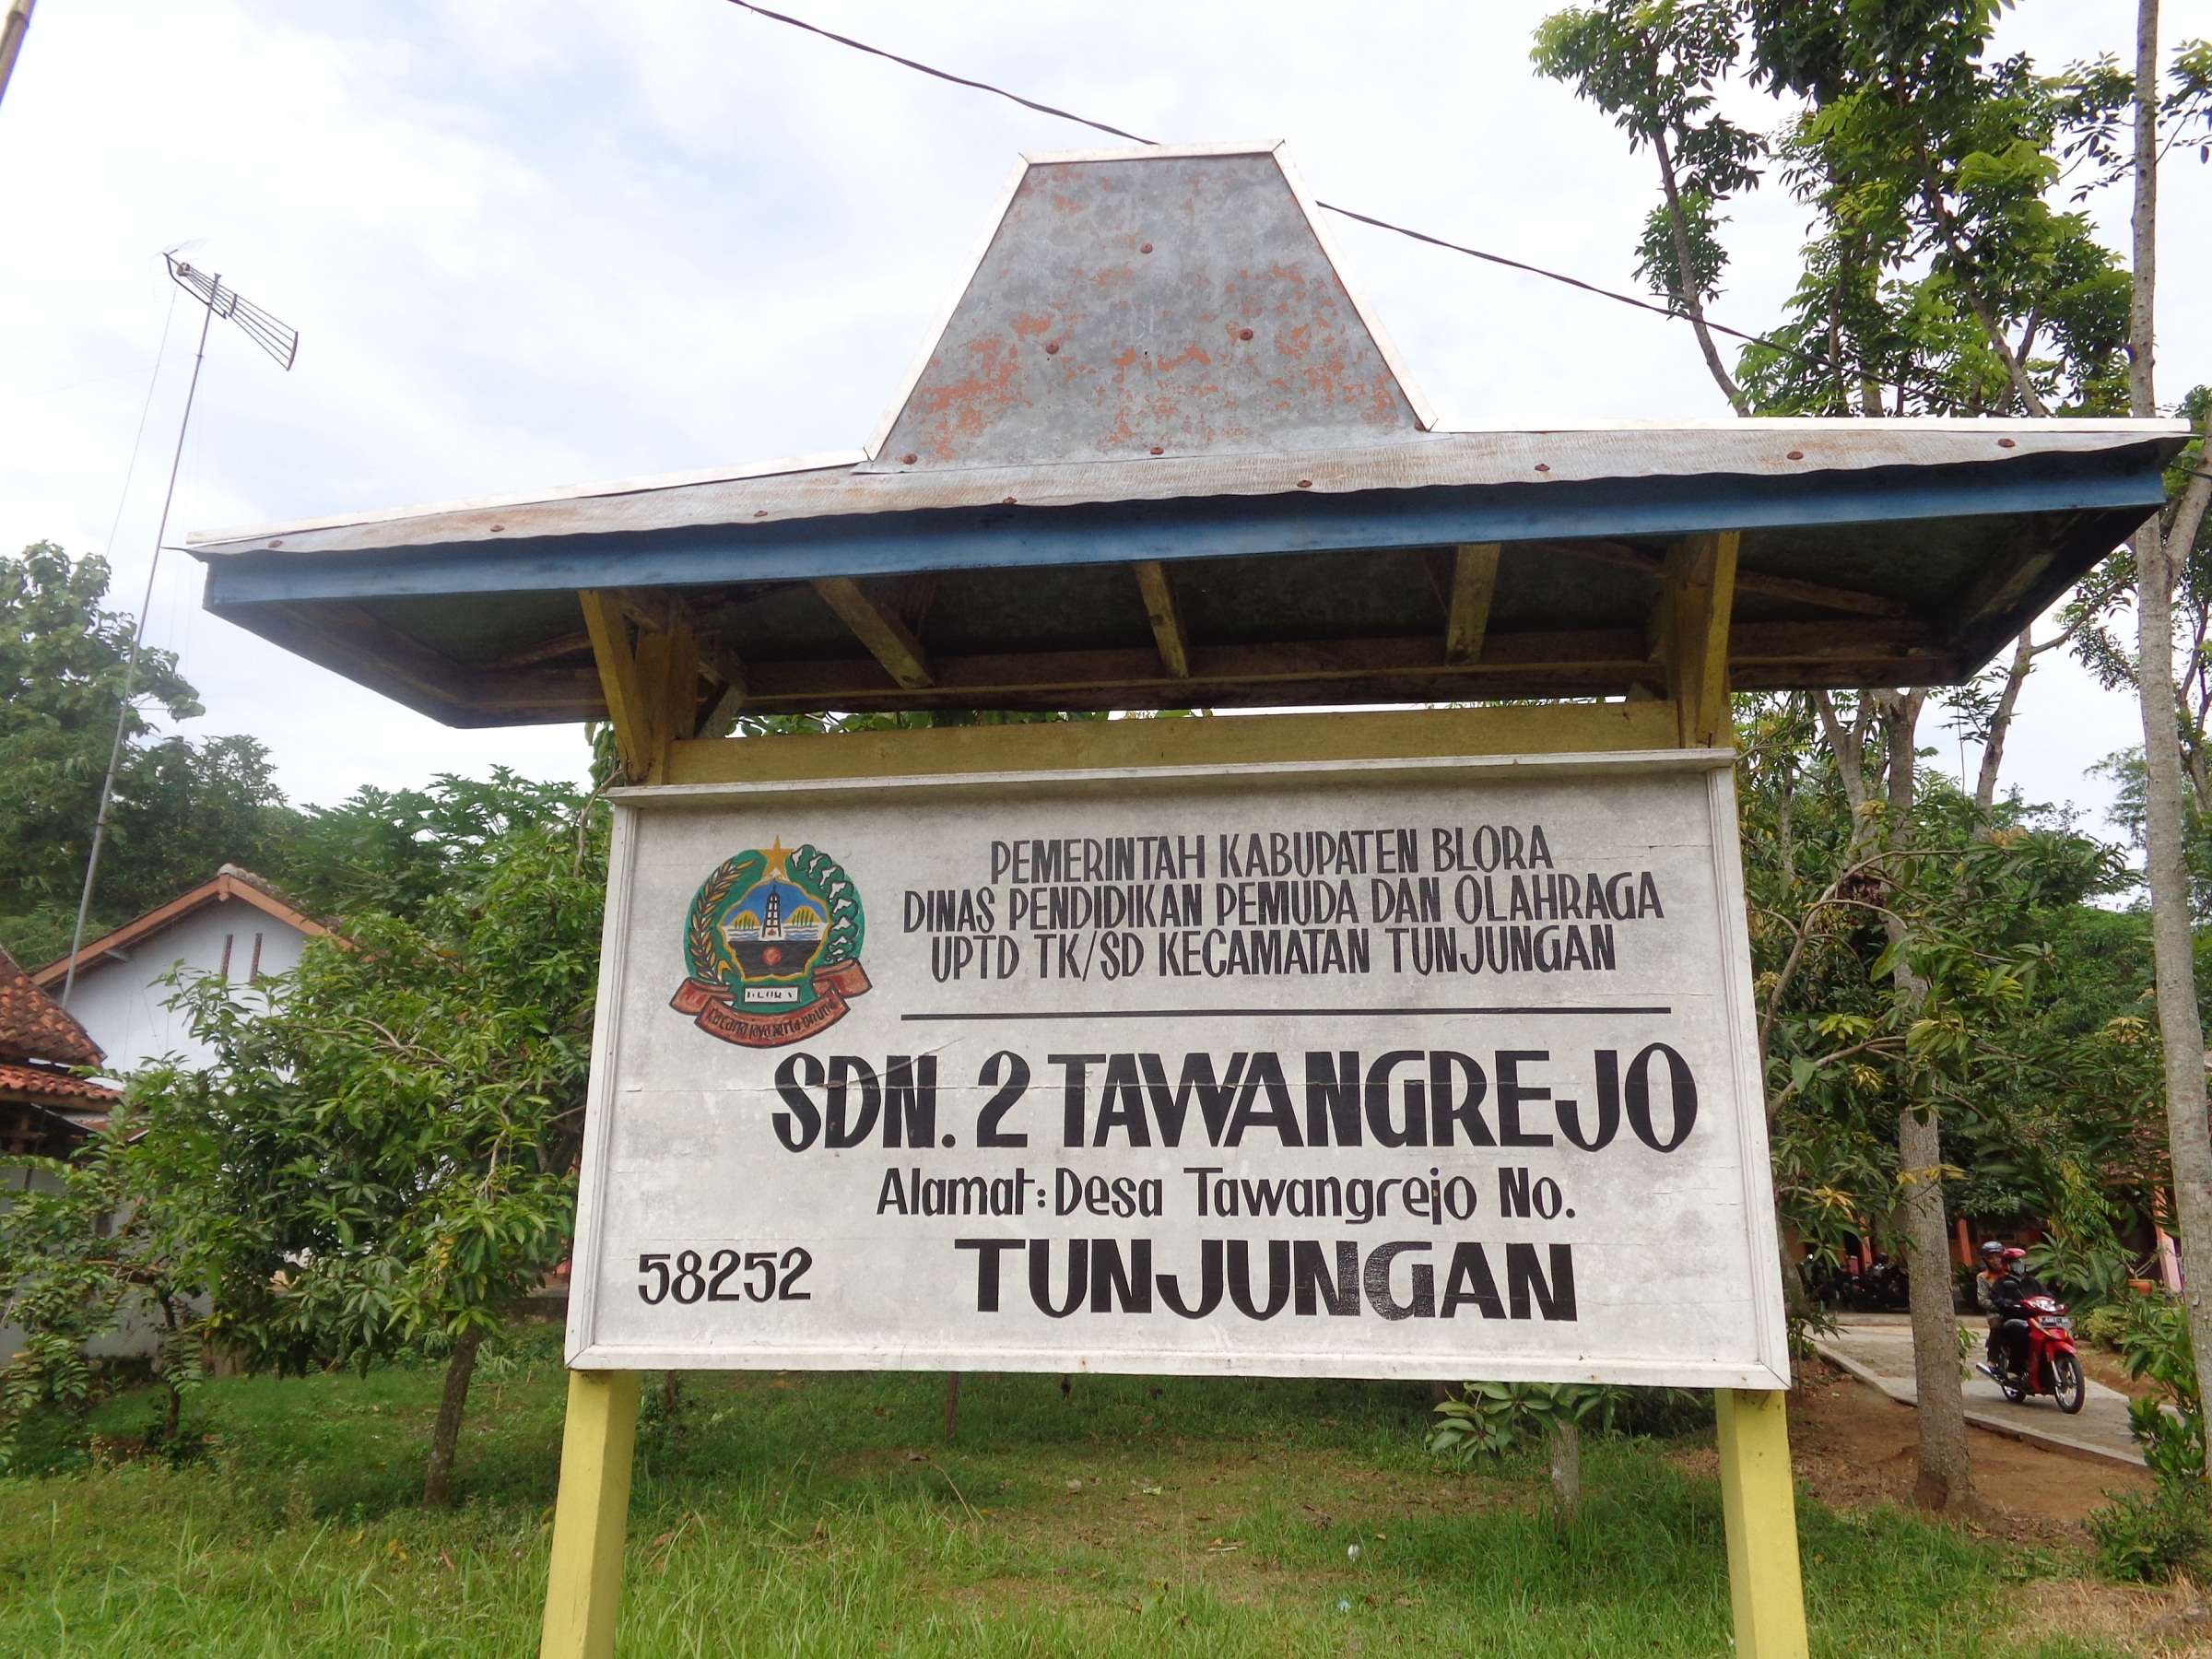 PEMERINTAH KABUPATEN BLORA
DINAS PENDIDIKAN PEMUDA DAN OLAHRAGA
UPTD TK/SD KECAMATAN TUNJUNGAN
BLORA
SDN. 2 TAWANGREJO
Alamat: Desa Tawangrejo No.
58252 TUNJUNGAN